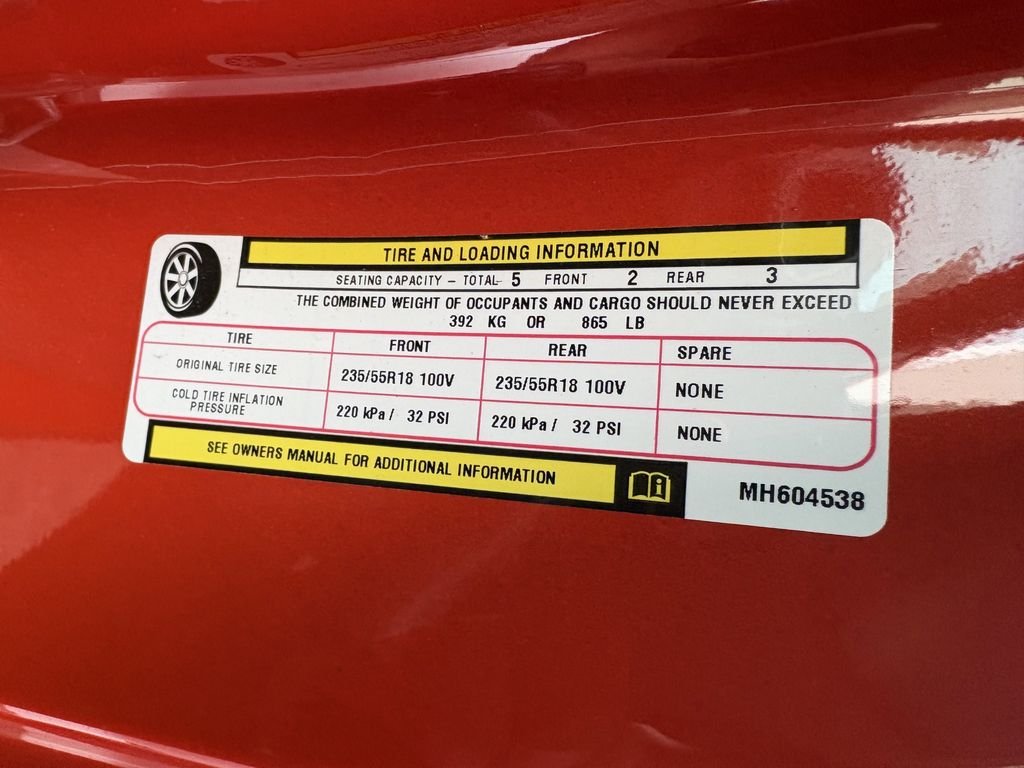 TIRE AND LOADING INFORMATION
SEATING CAPACITY – TOTAL- 5 FRONT 2 REAR 3
THE COMBINED WEIGHT OF OCCUPANTS AND CARGO SHOULD NEVER EXCEED
392 KG OR 865 LB
TIRE FRONT REAR SPARE
ORIGINAL TIRE SIZE 235/55R18 100V 235/55R18 100V NONE
COLD TIRE INFLATION
PRESSURE 220 kPa / 32 PSI 220 kPa / 32 PSI NONE
SEE OWNERS MANUAL FOR ADDITIONAL INFORMATION
MH604538